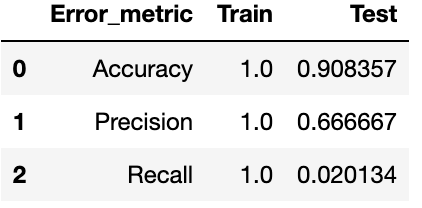 Error_metric Train Test
0 Accuracy 1.0 0.908357
1 Precision 1.0 0.666667
2 Recall 1.0 0.020134